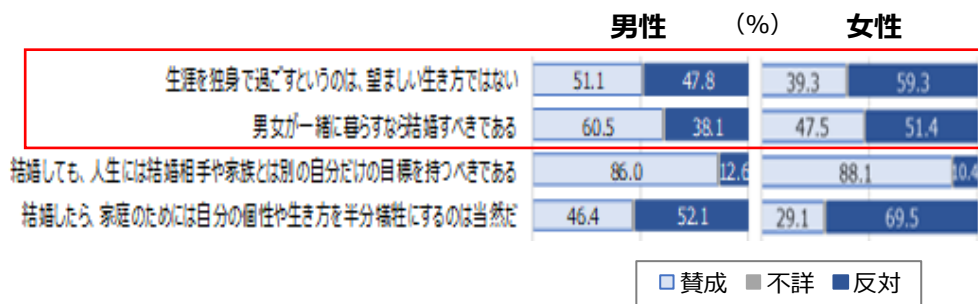 男性 （%） 女性
生涯を独身で過ごすというのは、望ましい生き方ではない 51.1 47.8 39.3 59.3
男女が一緒に暮らすなら結婚すべきである 60.5 38.1 47.5 51.4
結婚しても、人生には結婚相手や家族とは別の自分だけの目標を持つべきである 86.0 12.6 88.1 10.4
結婚したら、家庭のためには自分の個性や生き方を半分犠牲にするのは当然だ 46.4 52.1 29.1 69.5
賛成 不詳 反対